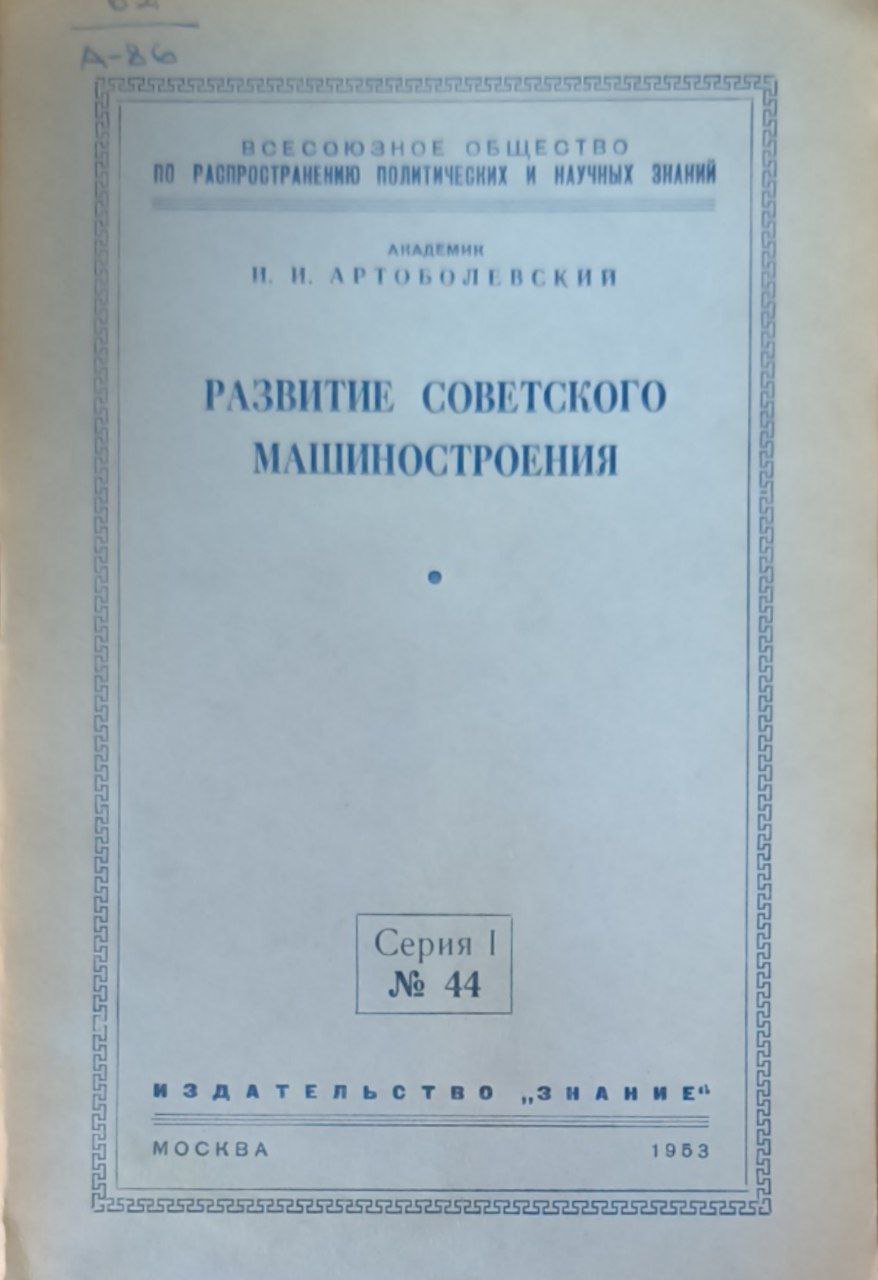 А-86
ВСЕСОЮЗНОЕ ОБЩЕСТВО
ПО РАСПРОСТРАНЕНИЮ ПОЛИТИЧЕСКИХ И НАУЧНЫХ ЗНАНИЙ
АКАДЕМИК
И. И. АРТОБОЛЕВСКИЙ
РАЗВИТИЕ СОВЕТСКОГО
МАШИНОСТРОЕНИЯ
Серия I
№ 44
ИЗДАТЕЛЬСТВО „ЗНАНИЕ“
МОСКВА 1953